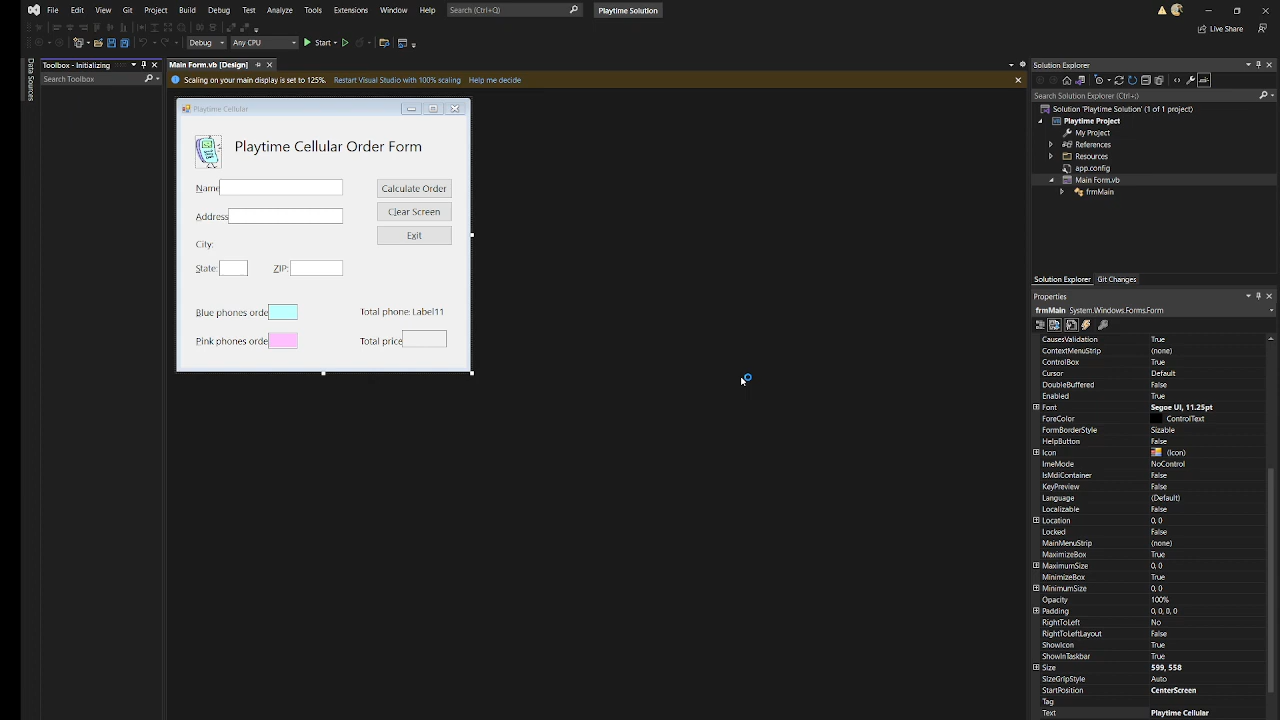 File Edit View Git Project Build Debug Test Analyze Tools Extensions Window Help Search (Ctrl+Q) Playtime Solution
Live Share
Debug Any CPU Start
Data Sources
Toolbox - Initializing
Search Toolbox
Main Form.vb [Design]
Scaling on your main display is set to 125%. Restart Visual Studio with 100% scaling Help me decide
Playtime Cellular
Playtime Cellular Order Form
Name
Calculate Order
Address
Clear Screen
City:
Exit
State:
ZIP:
Blue phones orde
Total phone: Label11
Pink phones orde
Total price
Solution Explorer
Search Solution Explorer (Ctrl+;)
Solution 'Playtime Solution' (1 of 1 project)
Playtime Project
My Project
References
Resources
app.config
Main Form.vb
frmMain
Solution Explorer Git Changes
Properties
frmMain System.Windows.Forms.Form
CausesValidation True
ContextMenuStrip (none)
ControlBox True
Cursor Default
DoubleBuffered False
Enabled True
Font Segoe UI, 11.25pt
ForeColor ControlText
FormBorderStyle Sizable
HelpButton False
Icon (Icon)
ImeMode NoControl
IsMdiContainer False
KeyPreview False
Language (Default)
Localizable False
Location 0, 0
Locked False
MainMenuStrip (none)
MaximizeBox True
MaximumSize 0, 0
MinimizeBox True
MinimumSize 0, 0
Opacity 100%
Padding 0, 0, 0, 0
RightToLeft No
RightToLeftLayout False
ShowIcon True
ShowInTaskbar True
Size 599, 558
SizeGripStyle Auto
StartPosition CenterScreen
Tag
Text Playtime Cellular